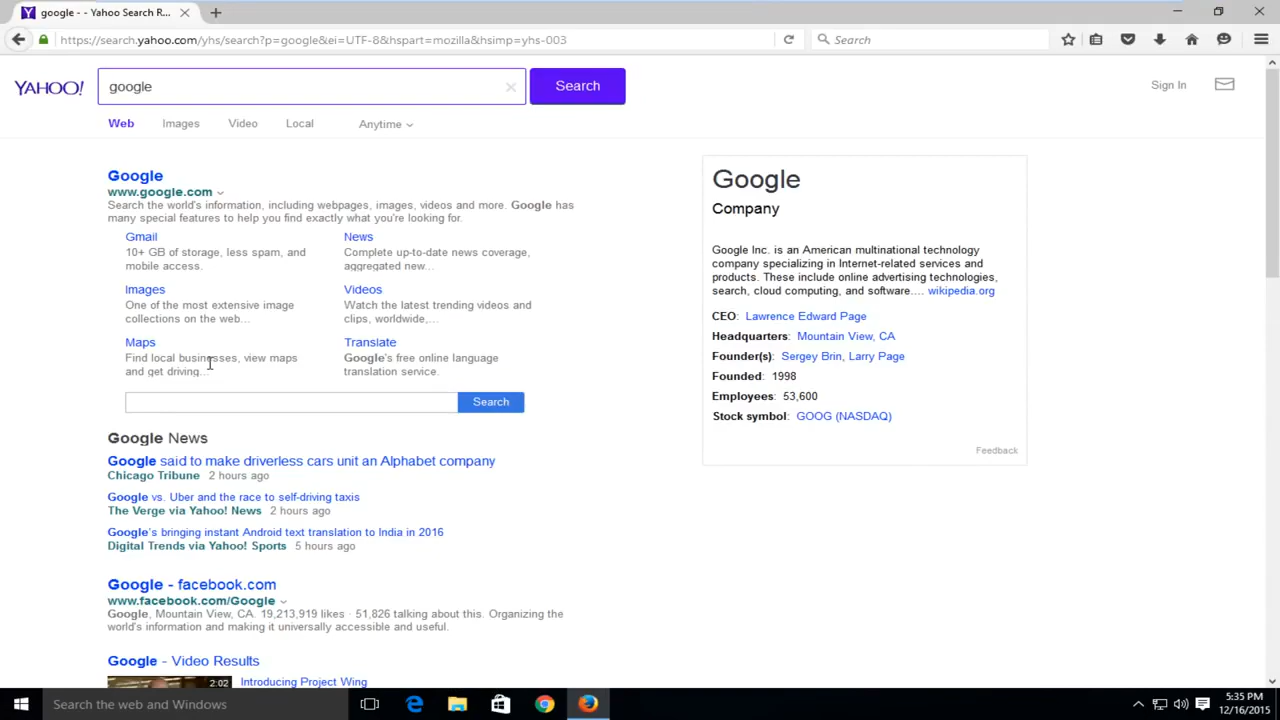 google - - Yahoo Search R...
https://search.yahoo.com/yhs/search?p=google&ei=UTF-8&hspart=mozilla&hsimp=yhs-003
Search
YAHOO!
google
Search
Sign In
Web Images Video Local Anytime
Google
www.google.com
Search the world's information, including webpages, images, videos and more. Google has
many special features to help you find exactly what you're looking for.
Gmail
10+ GB of storage, less spam, and
mobile access.
News
Complete up-to-date news coverage,
aggregated new...
Images
One of the most extensive image
collections on the web...
Videos
Watch the latest trending videos and
clips, worldwide,...
Maps
Find local businesses, view maps
and get driving...
Translate
Google's free online language
translation service.
Search
Google News
Google said to make driverless cars unit an Alphabet company
Chicago Tribune 2 hours ago
Google vs. Uber and the race to self-driving taxis
The Verge via Yahoo! News 2 hours ago
Google's bringing instant Android text translation to India in 2016
Digital Trends via Yahoo! Sports 5 hours ago
Google - facebook.com
www.facebook.com/Google
Google, Mountain View, CA. 19,213,919 likes · 51,826 talking about this. Organizing the
world's information and making it universally accessible and useful.
Google - Video Results
2:02
Introducing Project Wing
Google
Company
Google Inc. is an American multinational technology
company specializing in Internet-related services and
products. These include online advertising technologies,
search, cloud computing, and software.... wikipedia.org
CEO: Lawrence Edward Page
Headquarters: Mountain View, CA
Founder(s): Sergey Brin, Larry Page
Founded: 1998
Employees: 53,600
Stock symbol: GOOG (NASDAQ)
Feedback
Search the web and Windows
5:35 PM
12/16/2015